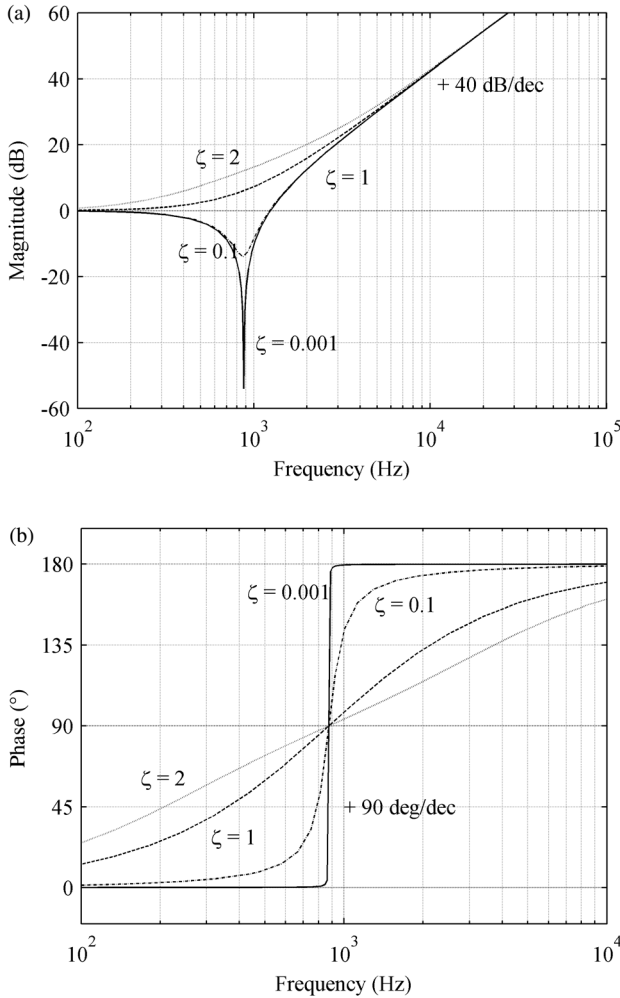 (a)
60
40
20
0
-20
-40
-60
Magnitude (dB)
+ 40 dB/dec
ζ = 2
ζ = 1
ζ = 0.1
ζ = 0.001
10^2
10^3
10^4
10^5
Frequency (Hz)
(b)
180
135
90
45
0
Phase (°)
ζ = 0.001
ζ = 0.1
ζ = 2
ζ = 1
+ 90 deg/dec
10^2
10^3
10^4
Frequency (Hz)